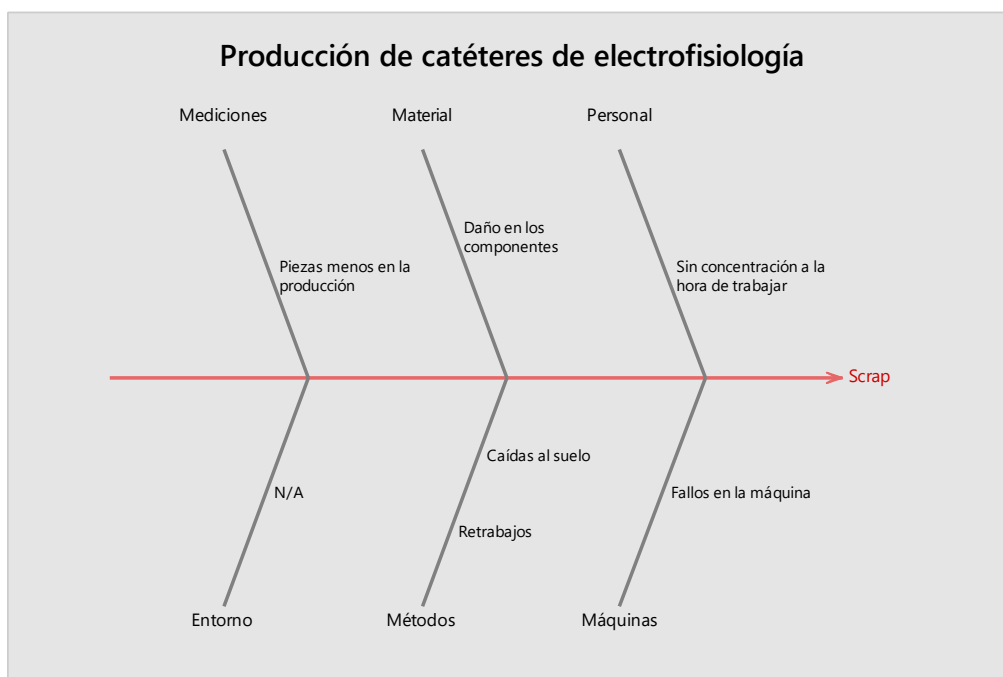 Producción de catéteres de electrofisiología
Mediciones
Material
Personal
Daño en los
componentes
Piezas menos en la
producción
Sin concentración a la
hora de trabajar
Scrap
Caídas al suelo
N/A
Fallos en la máquina
Retrabajos
Entorno
Métodos
Máquinas